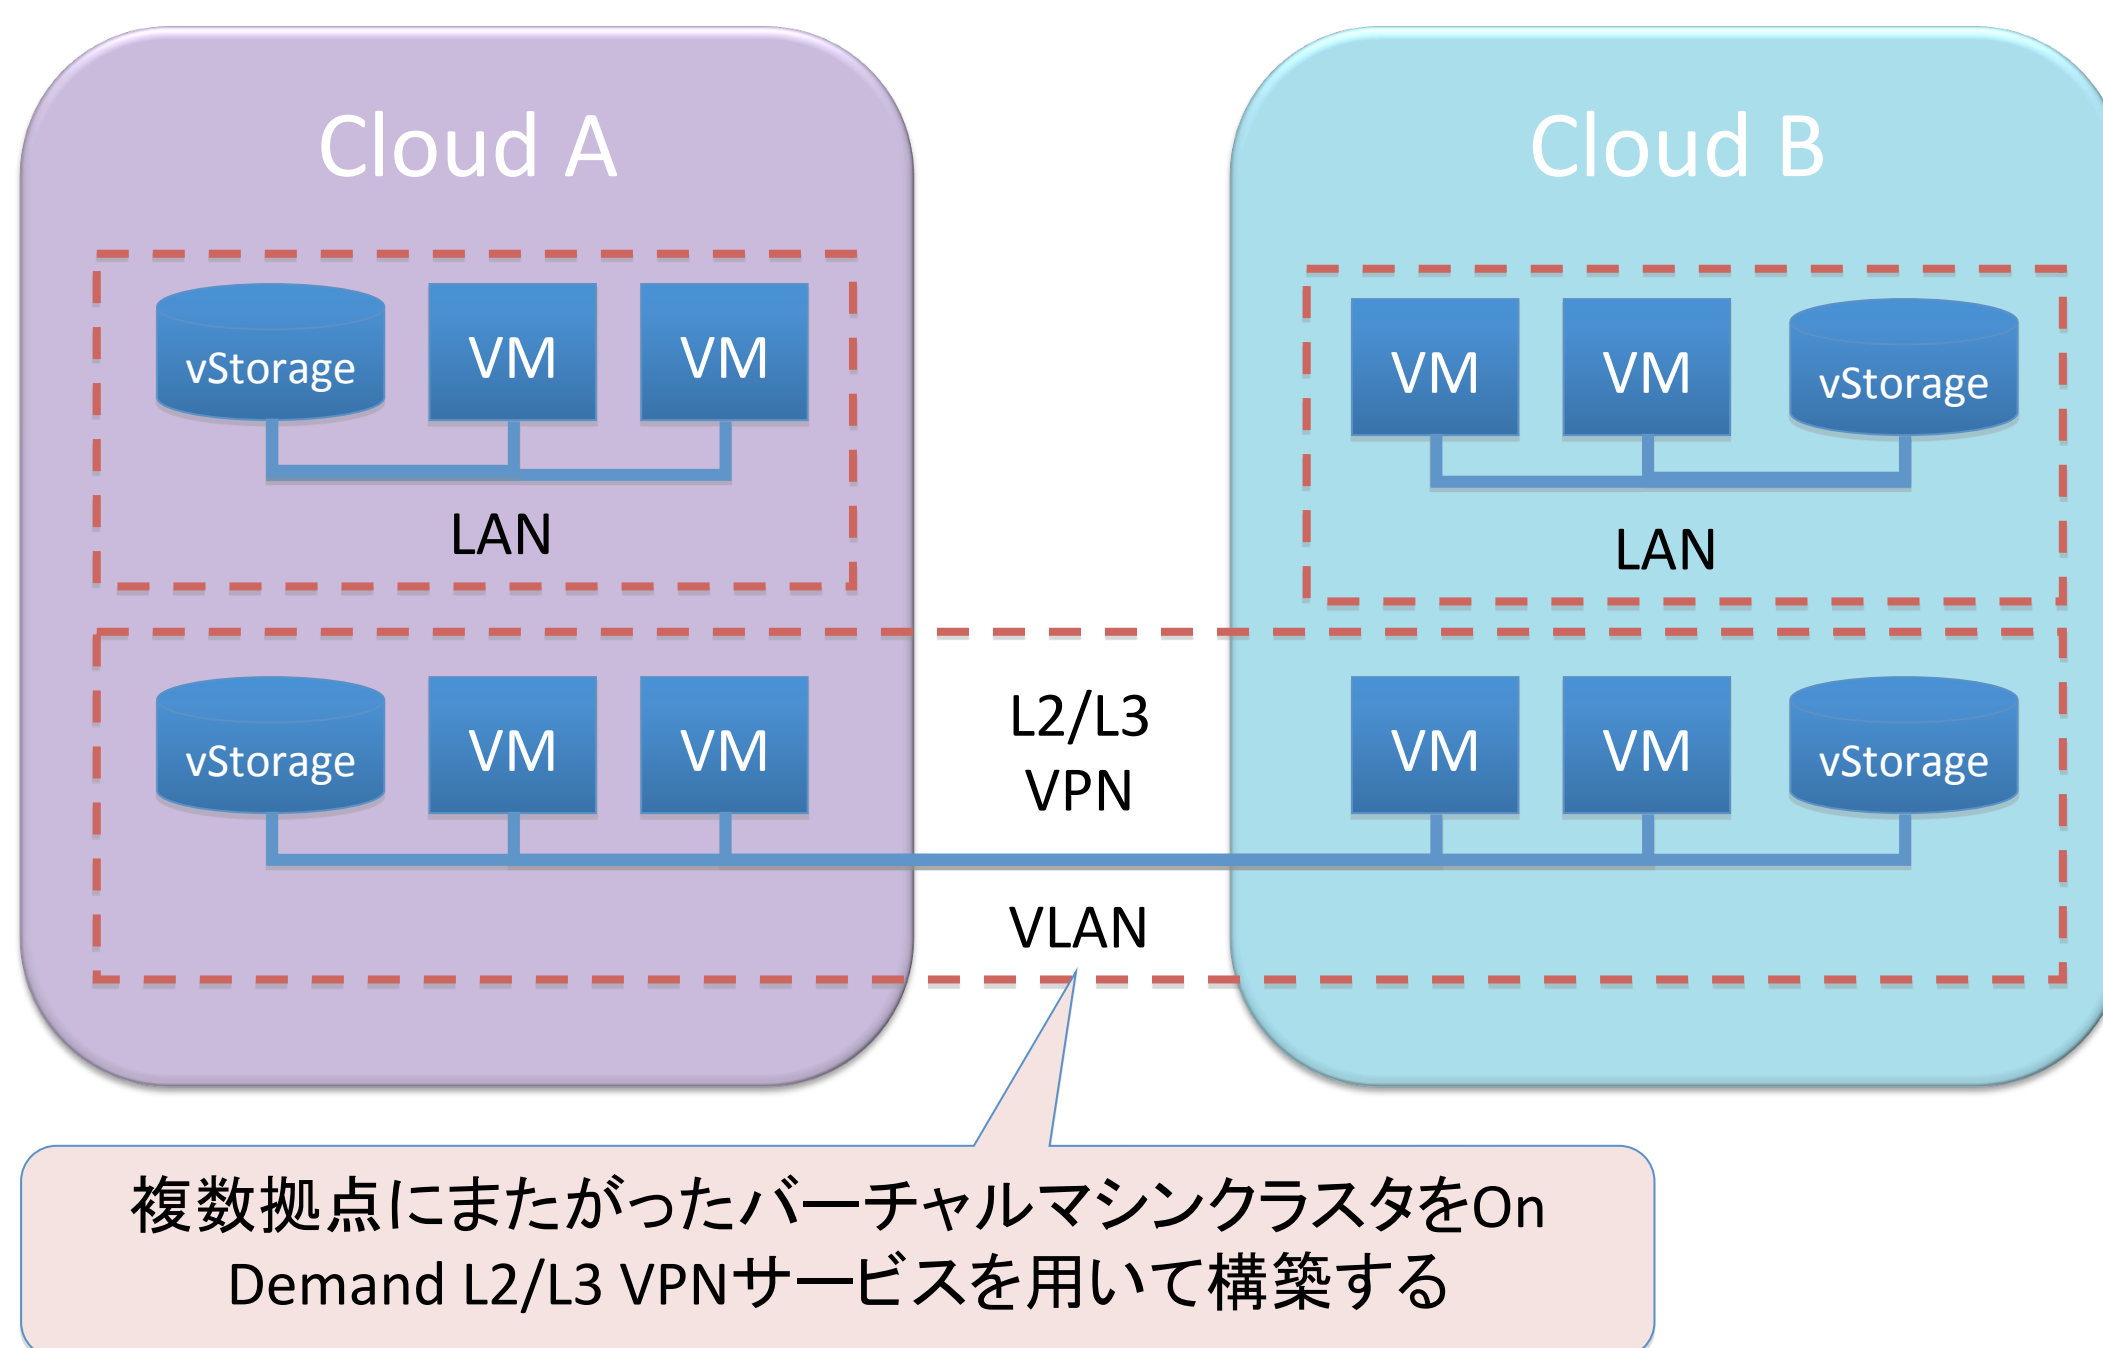 Cloud A
Cloud B
vStorage
VM
VM
LAN
VM
VM
vStorage
LAN
vStorage
VM
VM
L2/L3
VPN
VLAN
VM
VM
vStorage
複数拠点にまたがったバーチャルマシンクラスタをOn
Demand L2/L3 VPNサービスを用いて構築する